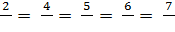 2/ = 4/ = 5/ = 6/ = 7/